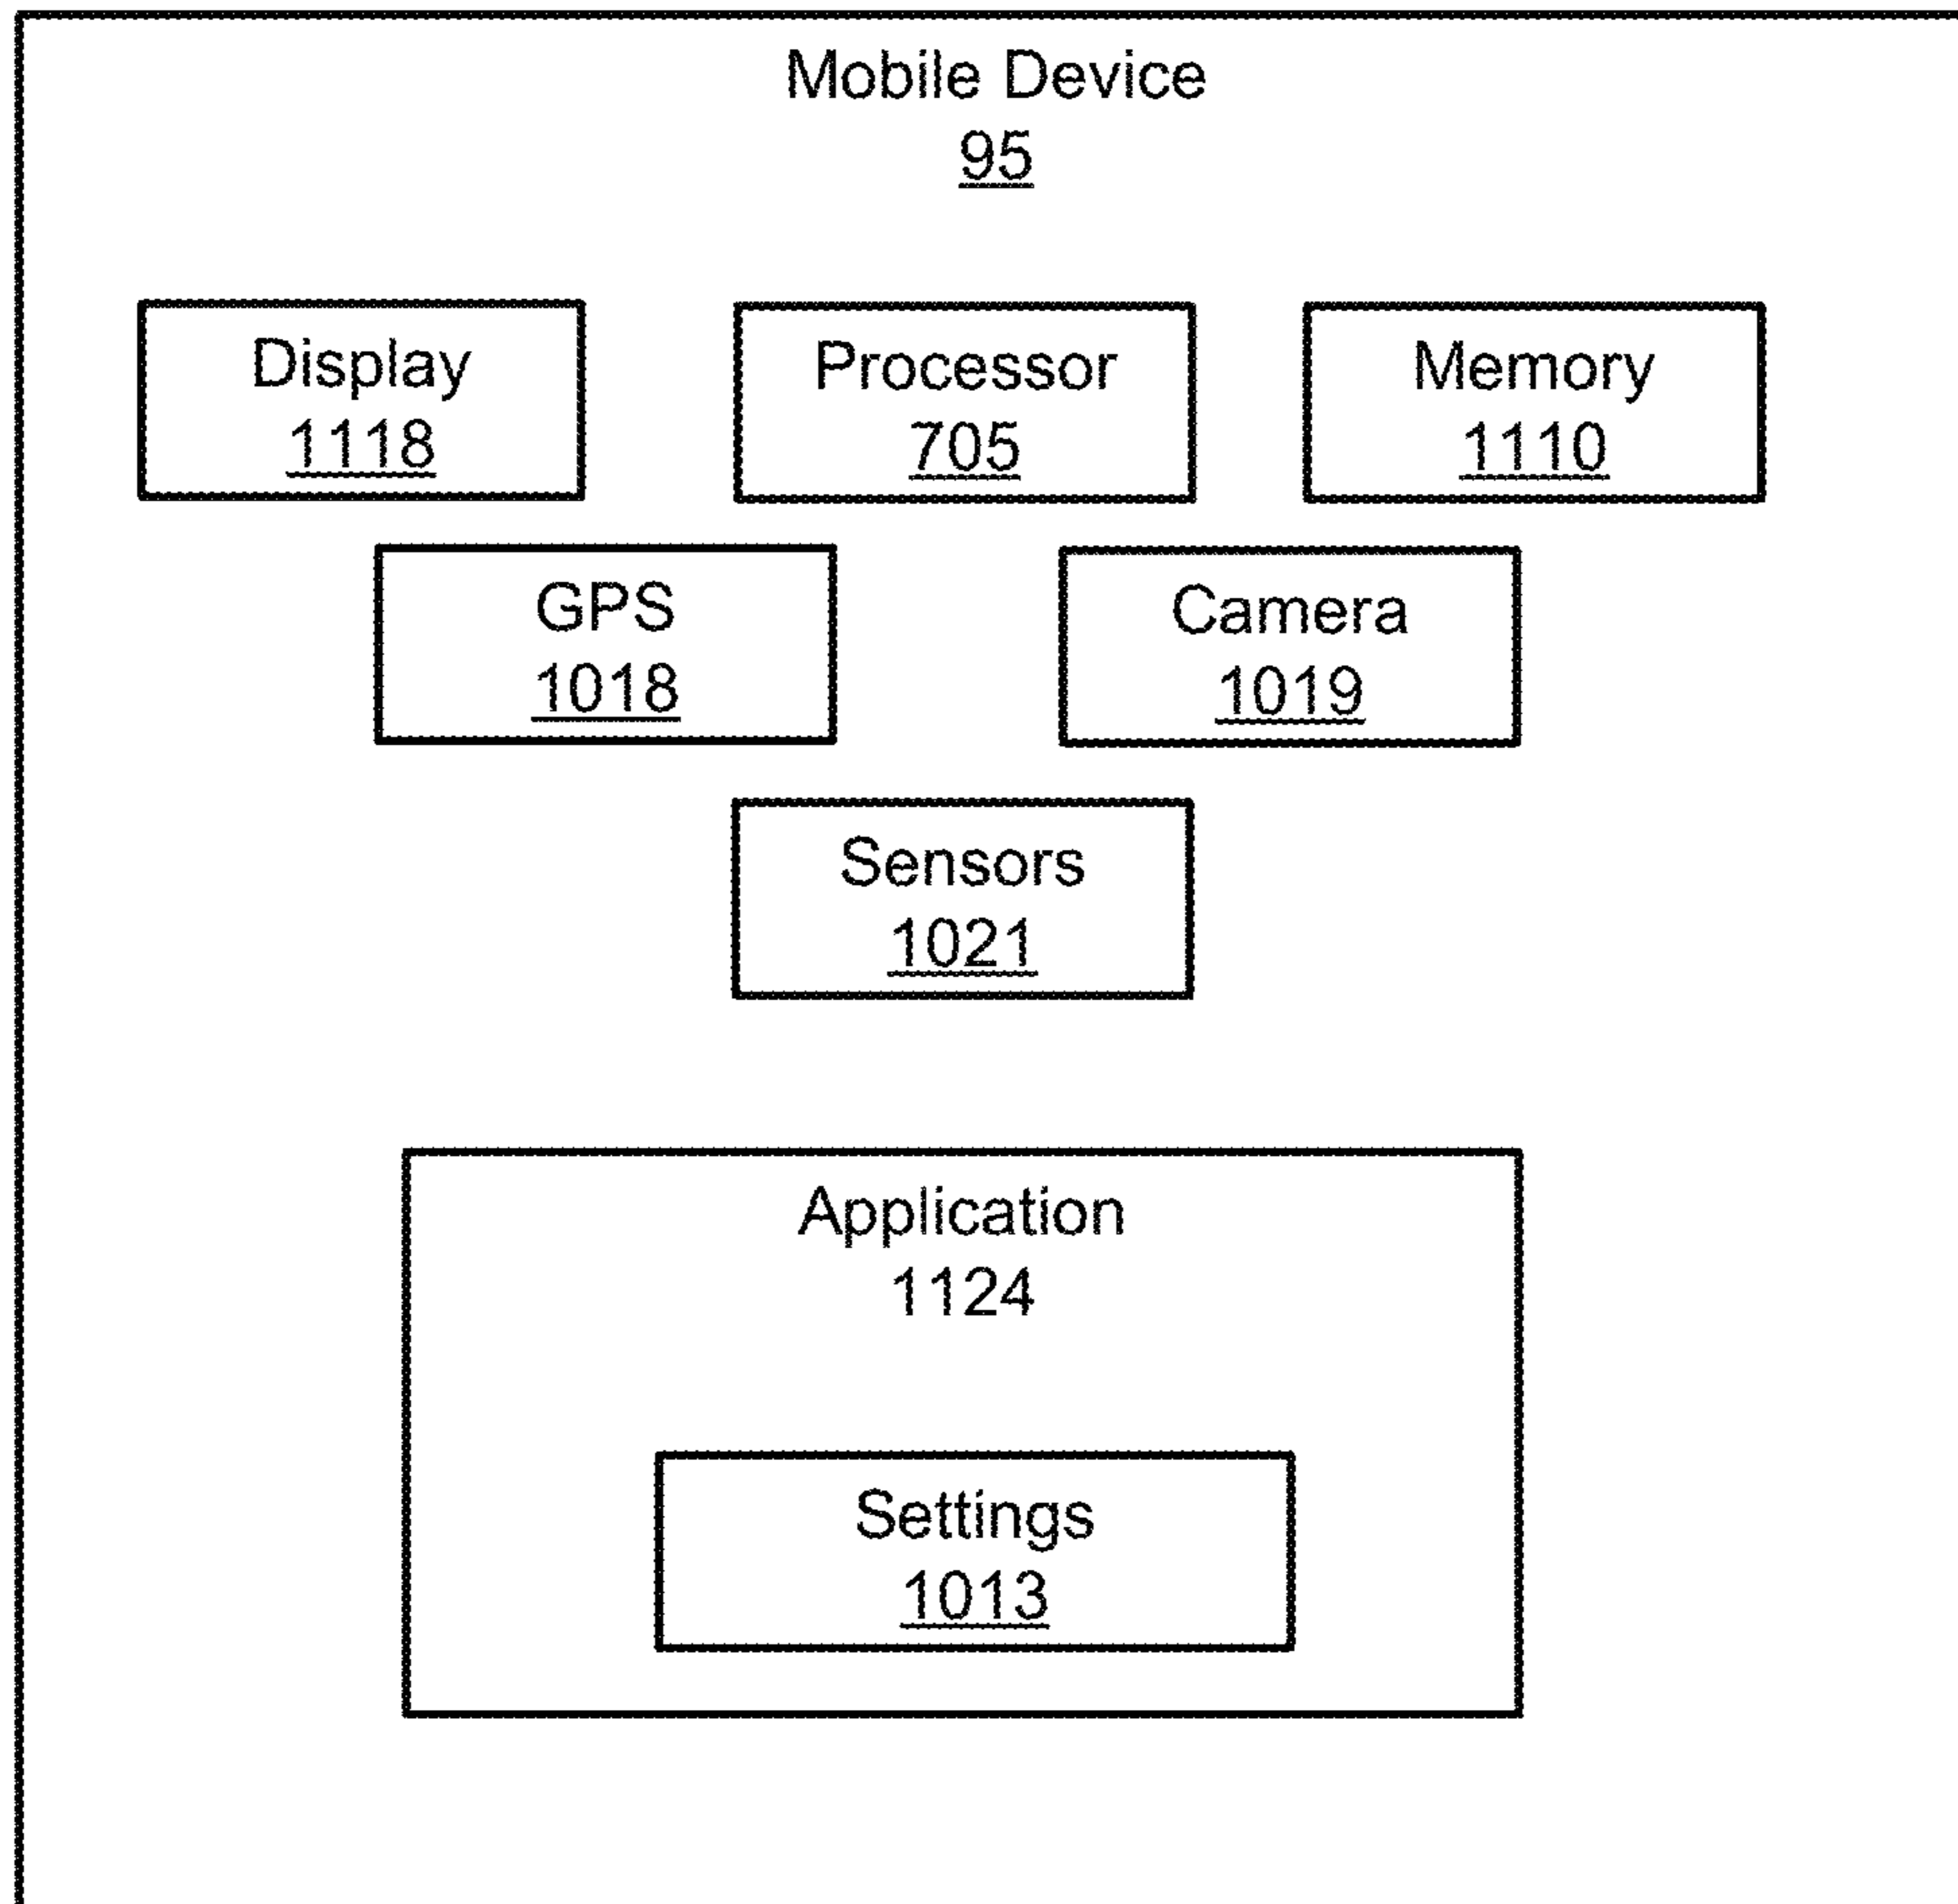 Mobile Device
95
Display
1118
Processor
705
Memory
1110
GPS
1018
Camera
1019
Sensors
1021
Application
1124
Settings
1013